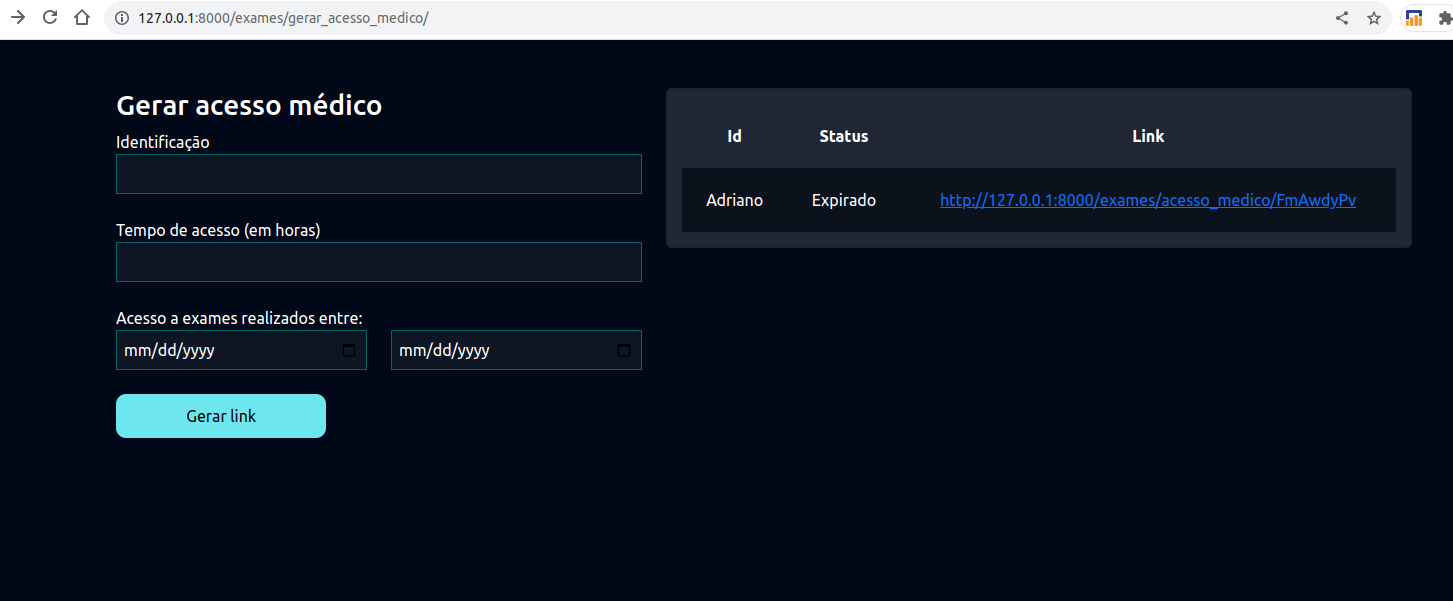 127.0.0.1:8000/exames/gerar_acesso_medico/
Gerar acesso médico
Identificação
Tempo de acesso (em horas)
Acesso a exames realizados entre:
mm/dd/yyyy mm/dd/yyyy
Gerar link
Id Status Link
Adriano Expirado http://127.0.0.1:8000/exames/acesso_medico/FmAwdyPv